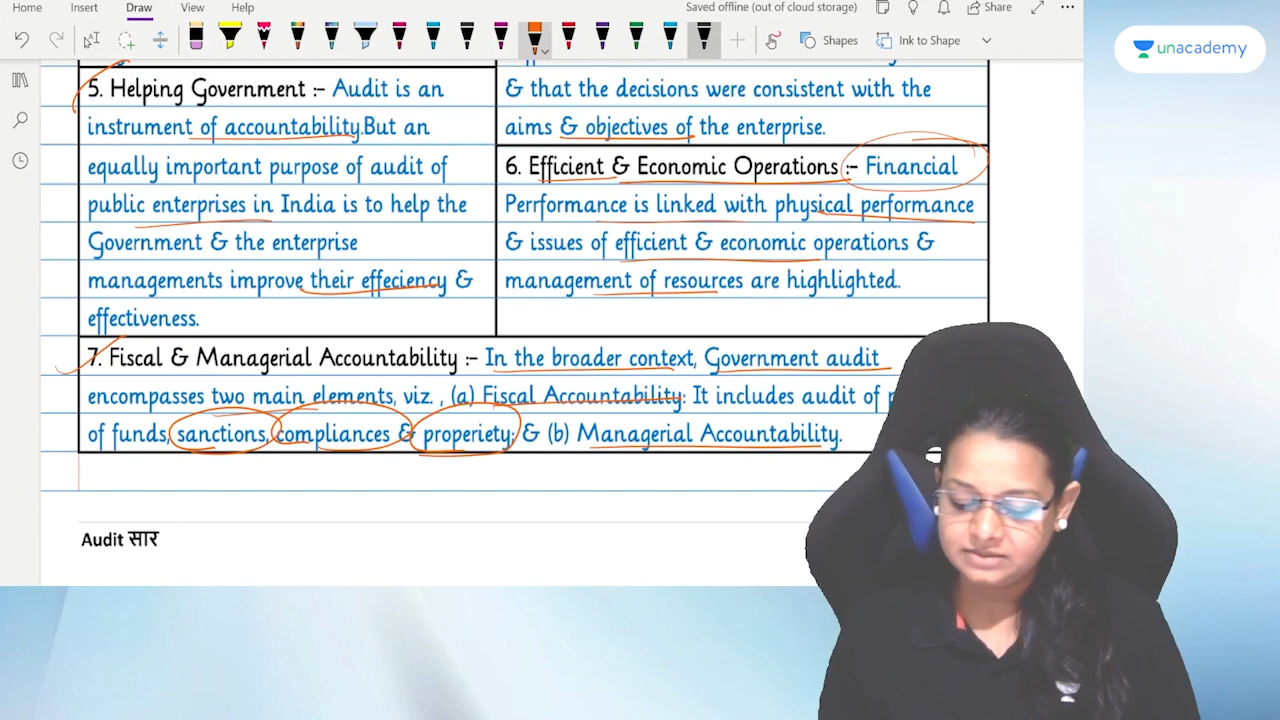 Home Insert Draw View Help Saved offline (out of cloud storage) Share
Shapes Ink to Shape
unacademy
5. Helping Government :- Audit is an
instrument of accountability.But an
equally important purpose of audit of
public enterprises in India is to help the
Government & the enterprise
managements improve their effeciency &
effectiveness.
& that the decisions were consistent with the
aims & objectives of the enterprise.
6. Efficient & Economic Operations :- Financial
Perrformance is linked with physical performance
& issues of efficient & economic operations &
management of resources are highlighted.
7. Fiscal & Managerial Accountability :- In the broader context, Government audit
encompasses two main elements, viz. , (a) Fiscal Accountability: It includes audit of
of funds, sanctions, compliances & properiety; & (b) Managerial Accountability.
Audit सार